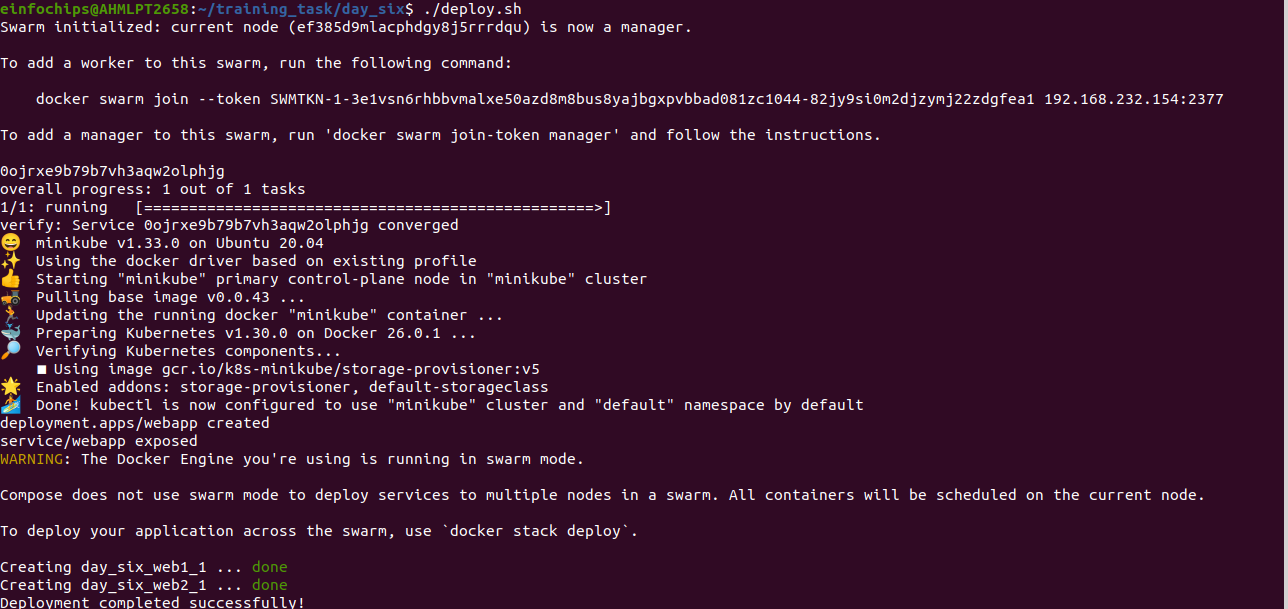 einfochips@AHMLPT2658:~/training_task/day_six$ ./deploy.sh
Swarm initialized: current node (ef385d9mlacphdgy8j5rrrdqu) is now a manager.
To add a worker to this swarm, run the following command:
docker swarm join --token SWMTKN-1-3e1vsn6rhbbvmalxe50azd8m8bus8yajbgxpvbbad081zc1044-82jy9si0m2djzymj22zdgfea1 192.168.232.154:2377
To add a manager to this swarm, run 'docker swarm join-token manager' and follow the instructions.
0ojrxe9b79b7vh3aqw2olphjg
overall progress: 1 out of 1 tasks
1/1: running   [==================================================>]
verify: Service 0ojrxe9b79b7vh3aqw2olphjg converged
minikube v1.33.0 on Ubuntu 20.04
Using the docker driver based on existing profile
Starting "minikube" primary control-plane node in "minikube" cluster
Pulling base image v0.0.43 ...
Updating the running docker "minikube" container ...
Preparing Kubernetes v1.30.0 on Docker 26.0.1 ...
Verifying Kubernetes components...
■ Using image gcr.io/k8s-minikube/storage-provisioner:v5
Enabled addons: storage-provisioner, default-storageclass
Done! kubectl is now configured to use "minikube" cluster and "default" namespace by default
deployment.apps/webapp created
service/webapp exposed
WARNING: The Docker Engine you're using is running in swarm mode.
Compose does not use swarm mode to deploy services to multiple nodes in a swarm. All containers will be scheduled on the current node.
To deploy your application across the swarm, use `docker stack deploy`.
Creating day_six_web1_1 ... done
Creating day_six_web2_1 ... done
Deployment completed successfully!